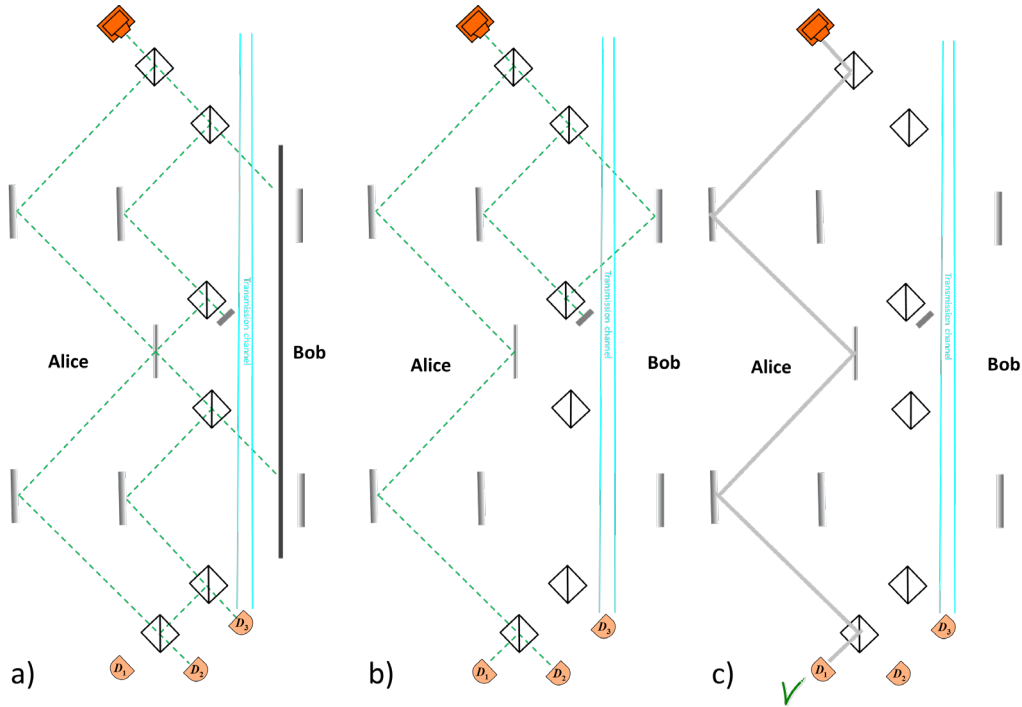 Transmission channel
Alice
Bob
D₃
D₁
D₂
a)
Transmission channel
Alice
Bob
D₃
D₁
D₂
b)
Transmission channel
Alice
Bob
D₃
D₁
D₂
c)